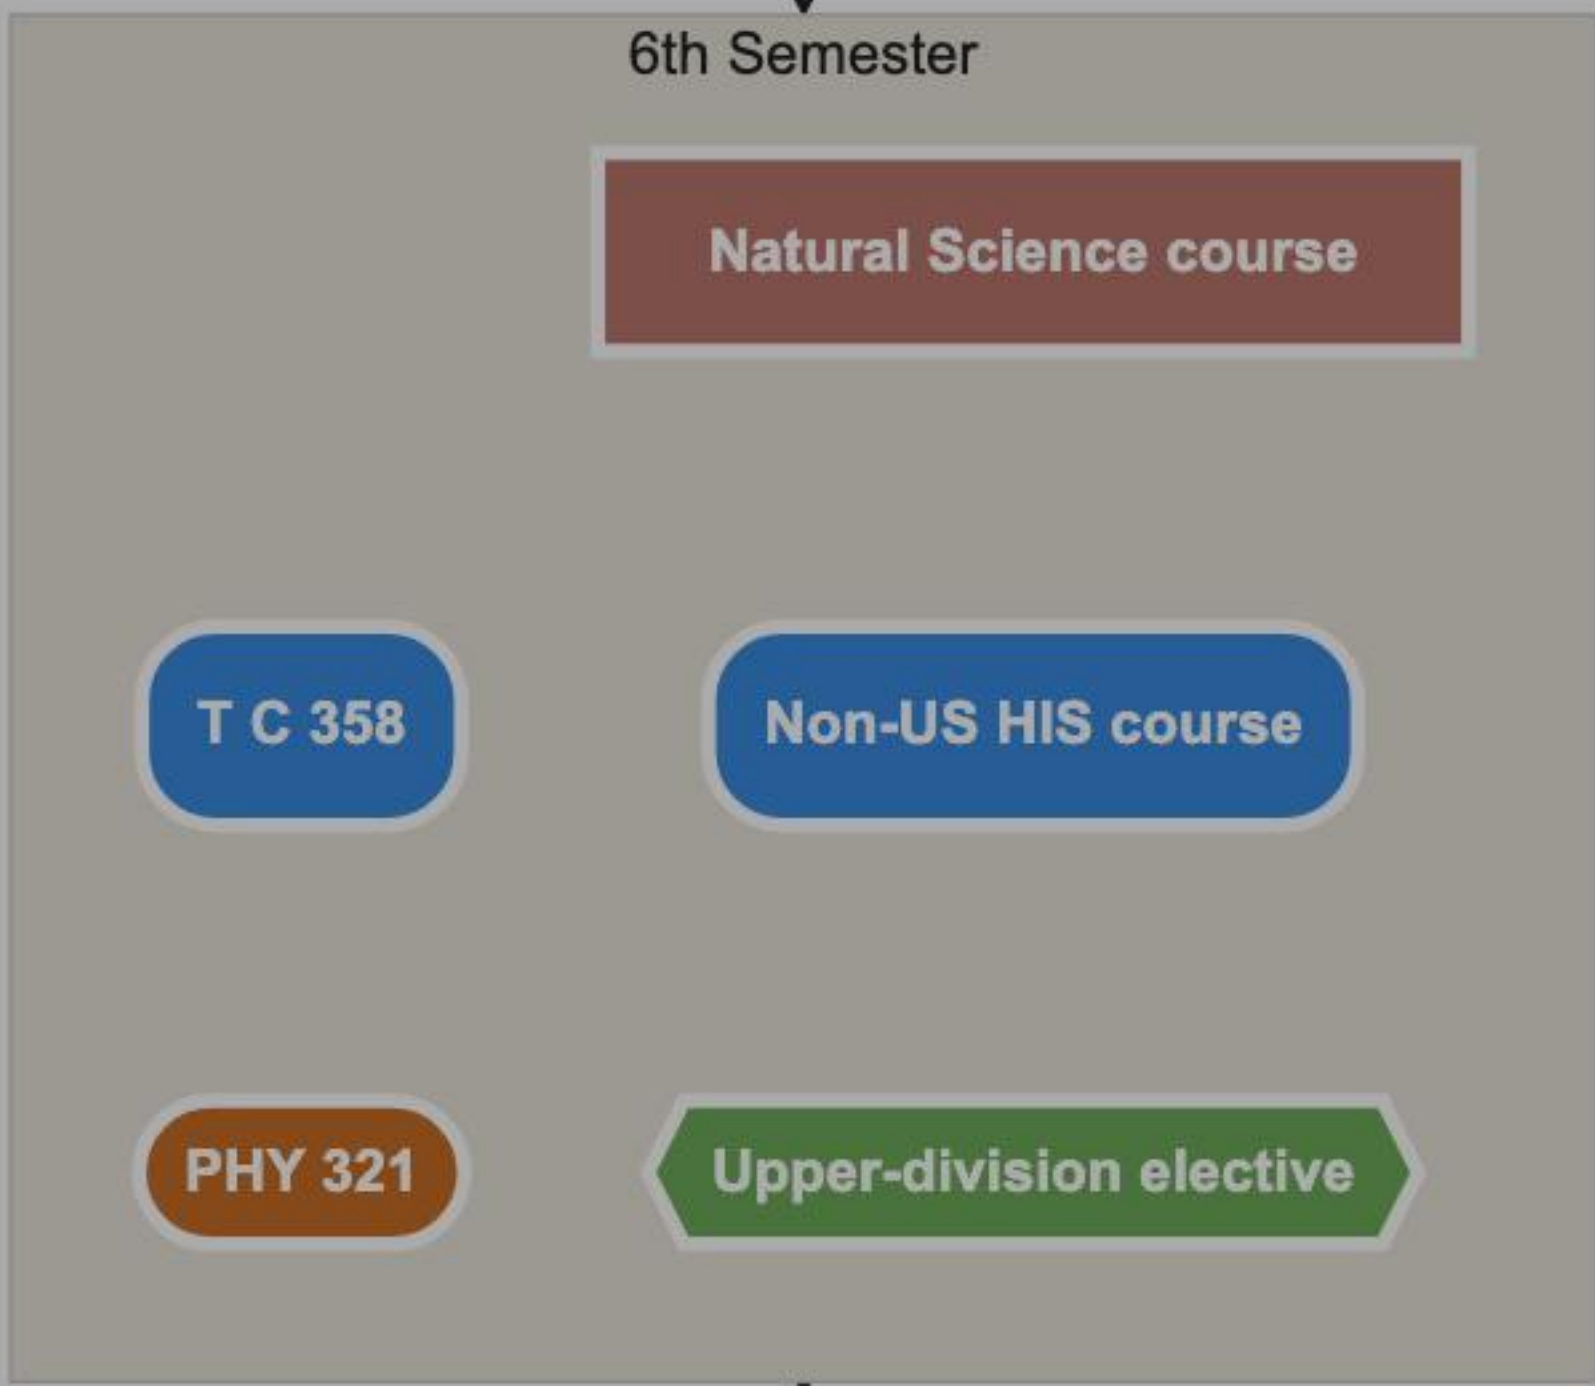 6th Semester
Natural Science course
T C 358
Non-US HIS course
PHY 321
Upper-division elective